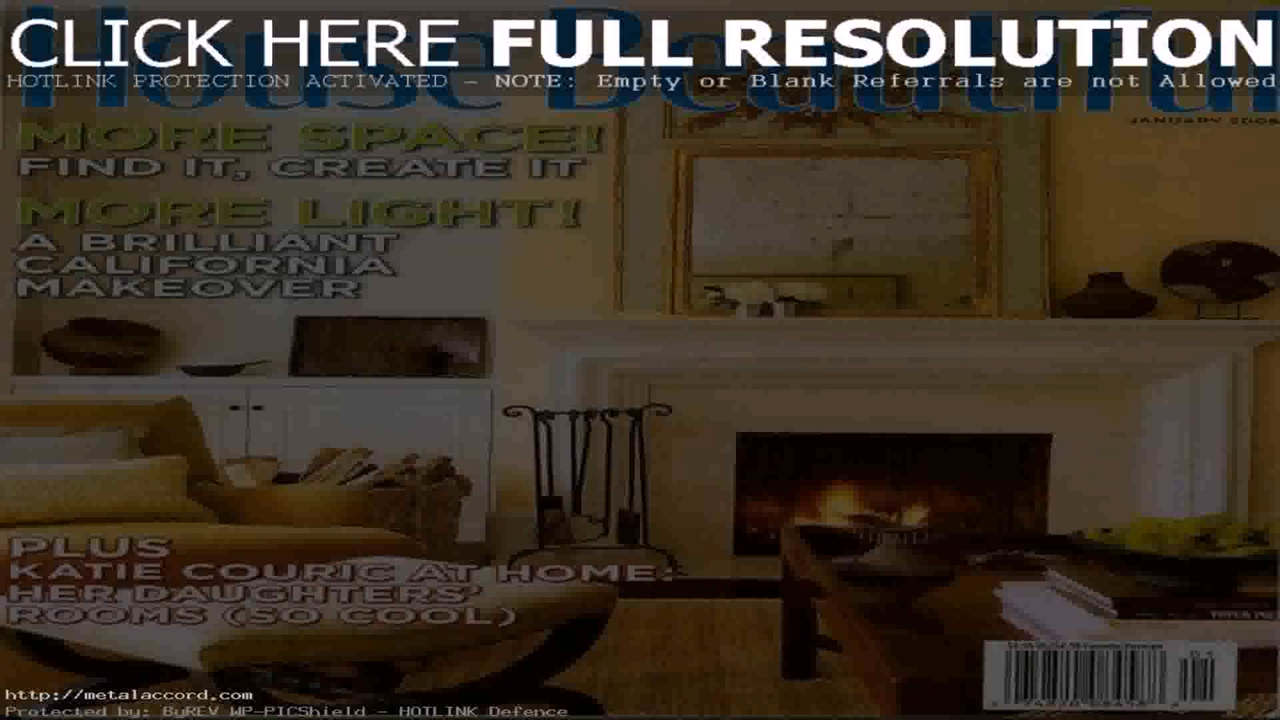 CLICK HERE FULL RESOLUTION
HOTLINK PROTECTION ACTIVATED - NOTE: Empty or Blank Referrals are not Allowed
House Beautiful
MORE SPACE!
FIND IT, CREATE IT
MORE LIGHT!
A BRILLIANT
CALIFORNIA
MAKEOVER
PLUS
KATIE COURIC AT HOME:
HER DAUGHTERS'
ROOMS (SO COOL)
http://metalaccord.com
Protected by: ByREV WP-PICShield - HOTLINK Defence